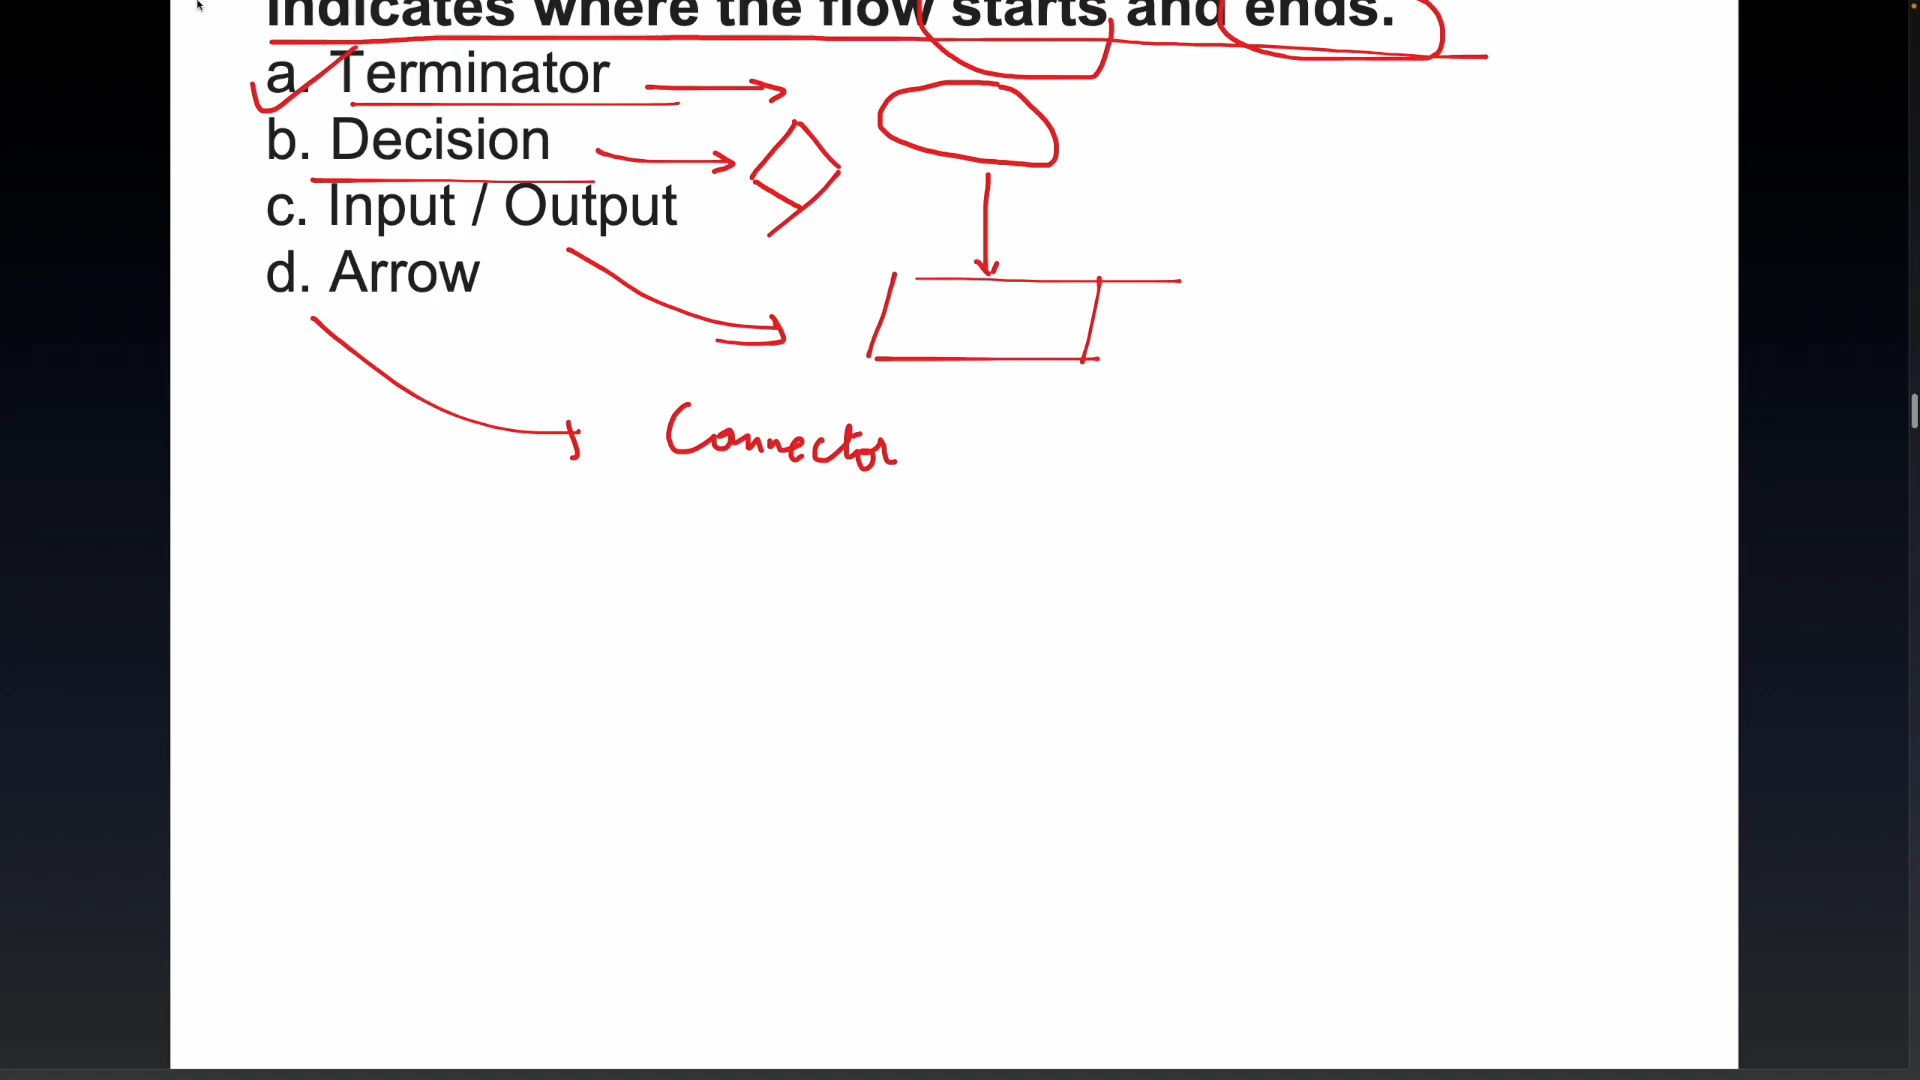 indicates where the flow starts and ends.
a. Terminator
b. Decision
c. Input / Output
d. Arrow
Connector